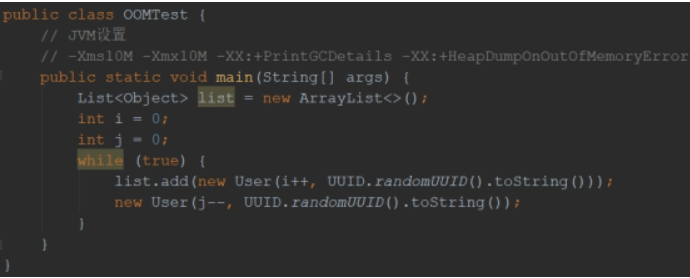 public class OOMTest {
// JVM设置
// -Xms10M -Xmx10M -XX:+PrintGCDetails -XX:+HeapDumpOnOutOfMemoryError
public static void main(String[] args) {
List<Object> list = new ArrayList<>();
int i = 0;
int j = 0;
while (true) {
list.add(new User(i++, UUID.randomUUID().toString()));
new User(j--, UUID.randomUUID().toString());
}
}
}